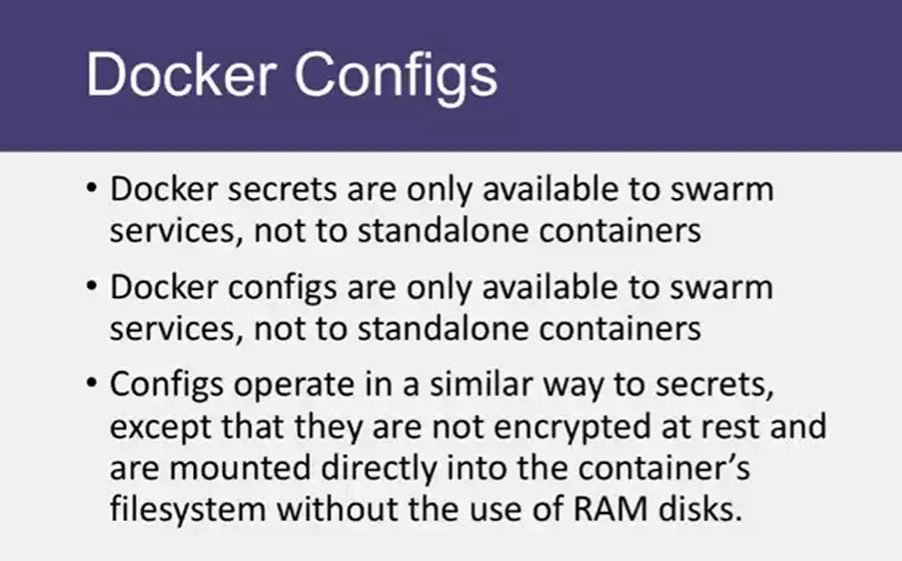 Docker Configs
• Docker secrets are only available to swarm
services, not to standalone containers
• Docker configs are only available to swarm
services, not to standalone containers
• Configs operate in a similar way to secrets,
except that they are not encrypted at rest and
are mounted directly into the container’s
filesystem without the use of RAM disks.